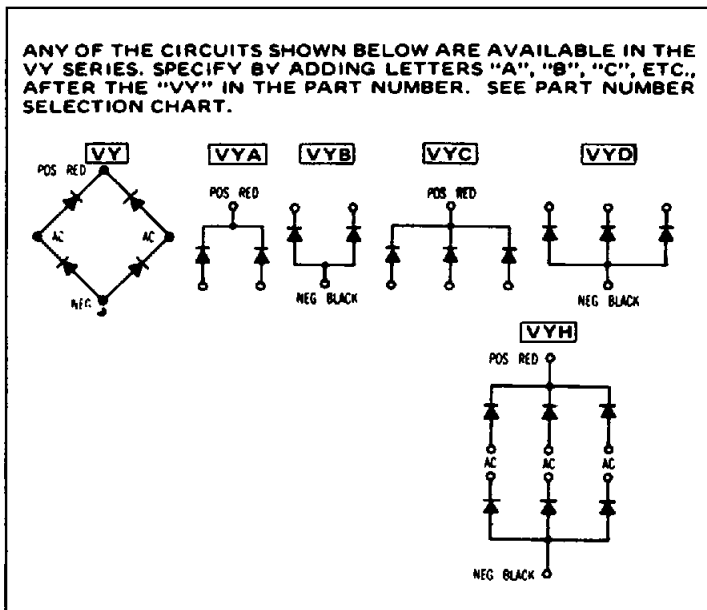 ANY OF THE CIRCUITS SHOWN BELOW ARE AVAILABLE IN THE
VY SERIES. SPECIFY BY ADDING LETTERS "A", "B", "C", ETC.,
AFTER THE "VY" IN THE PART NUMBER. SEE PART NUMBER
SELECTION CHART.
VY VYA VYB VYC VYD
POS RED POS RED POS RED
AC AC
NEG NEG BLACK NEG BLACK
VYH
POS RED
AC AC AC
NEG BLACK